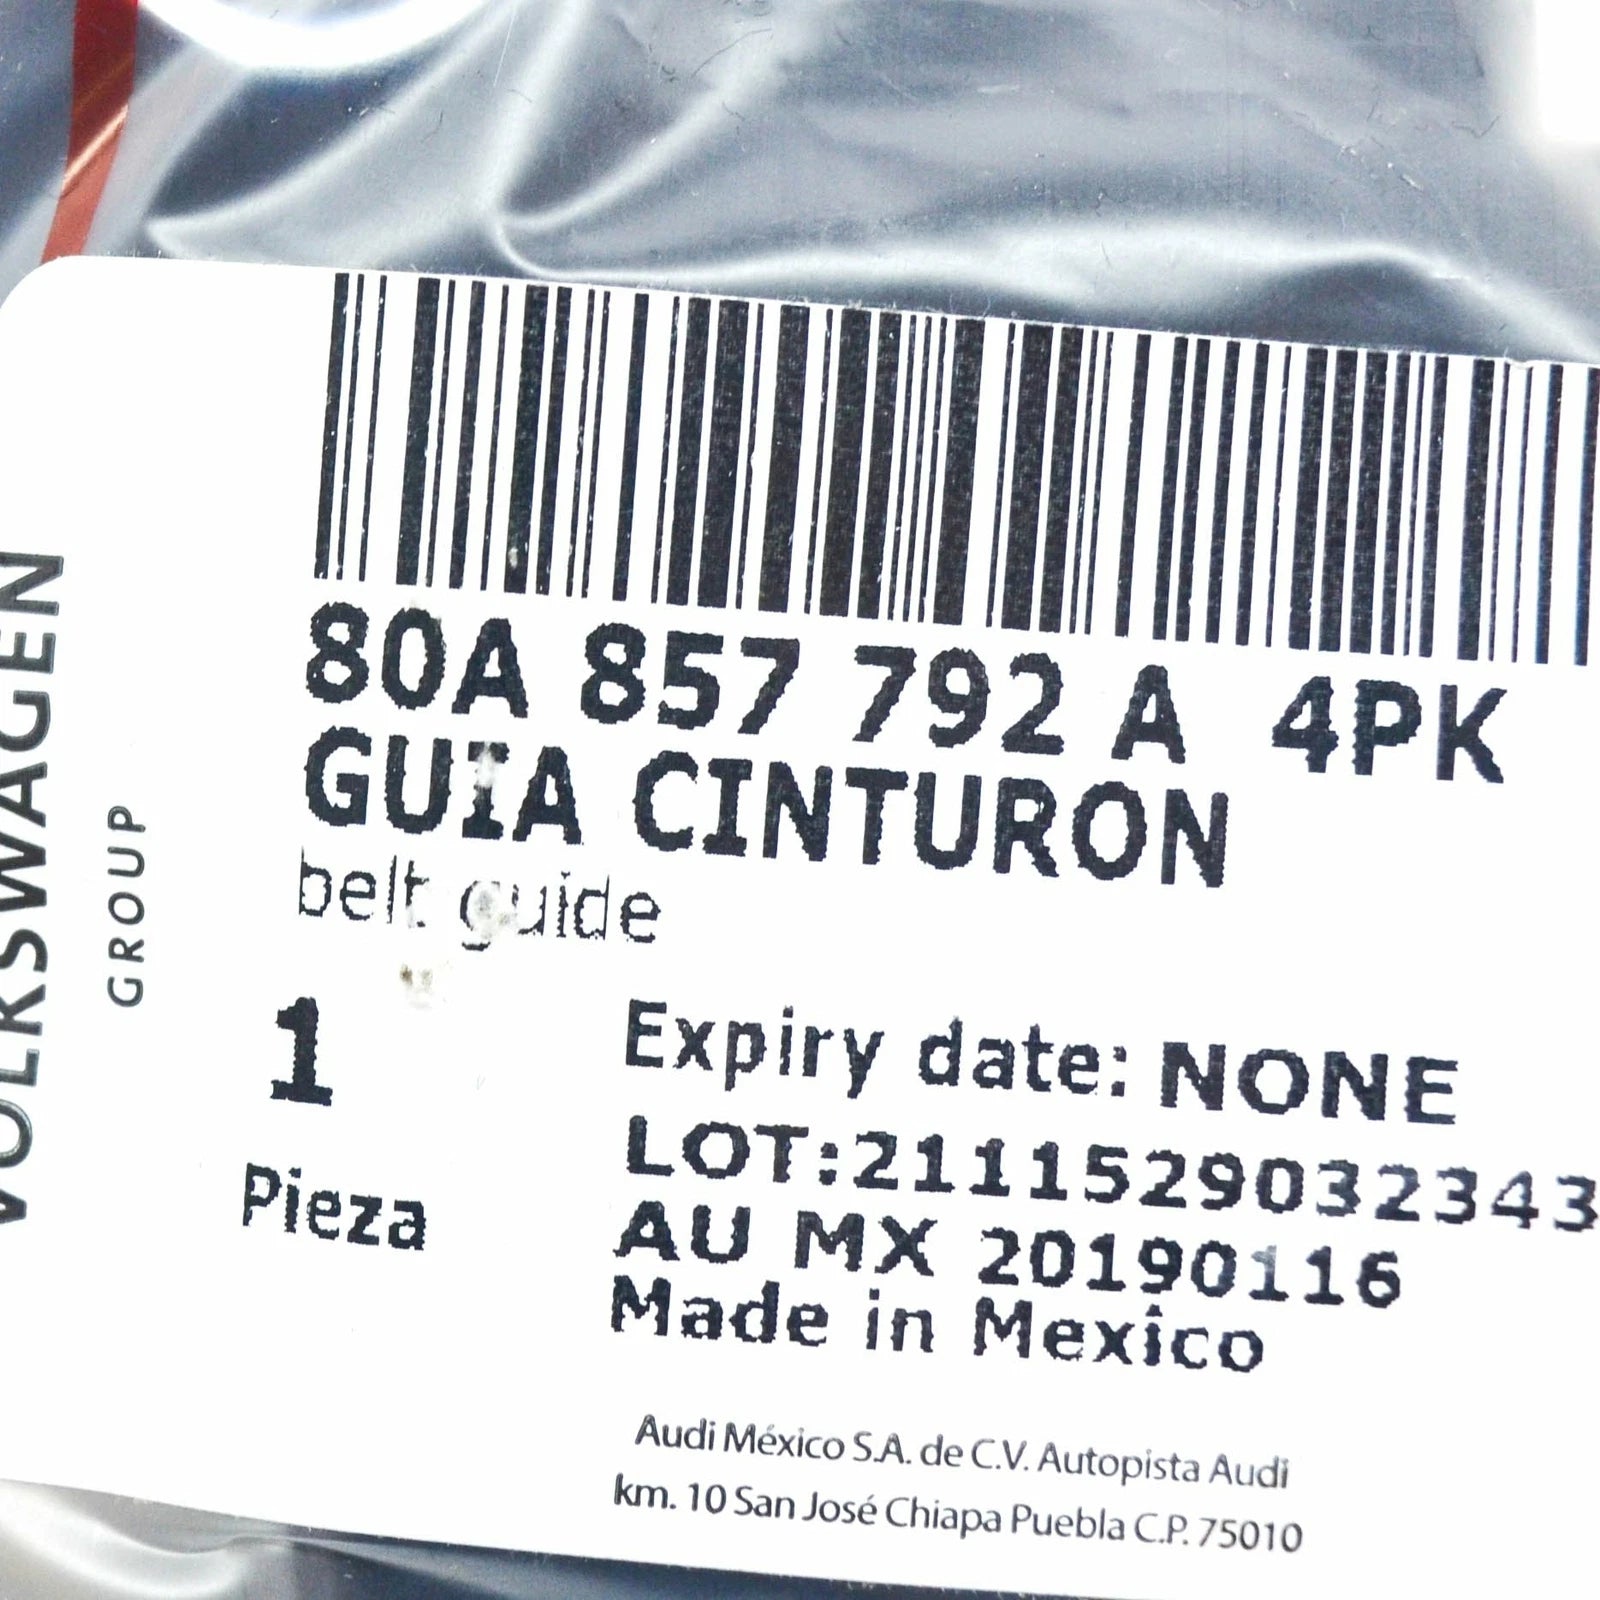 VOLKSWAGEN
GROUP
80A 857 792 A 4PK
GUIA CINTURON
belt guide
1
Pieza
Expiry date: NONE
LOT:2111529032343
AU MX 20190116
Made in Mexico
Audi México S.A. de C.V. Autopista Audi
km. 10 San José Chiapa Puebla C.P. 75010